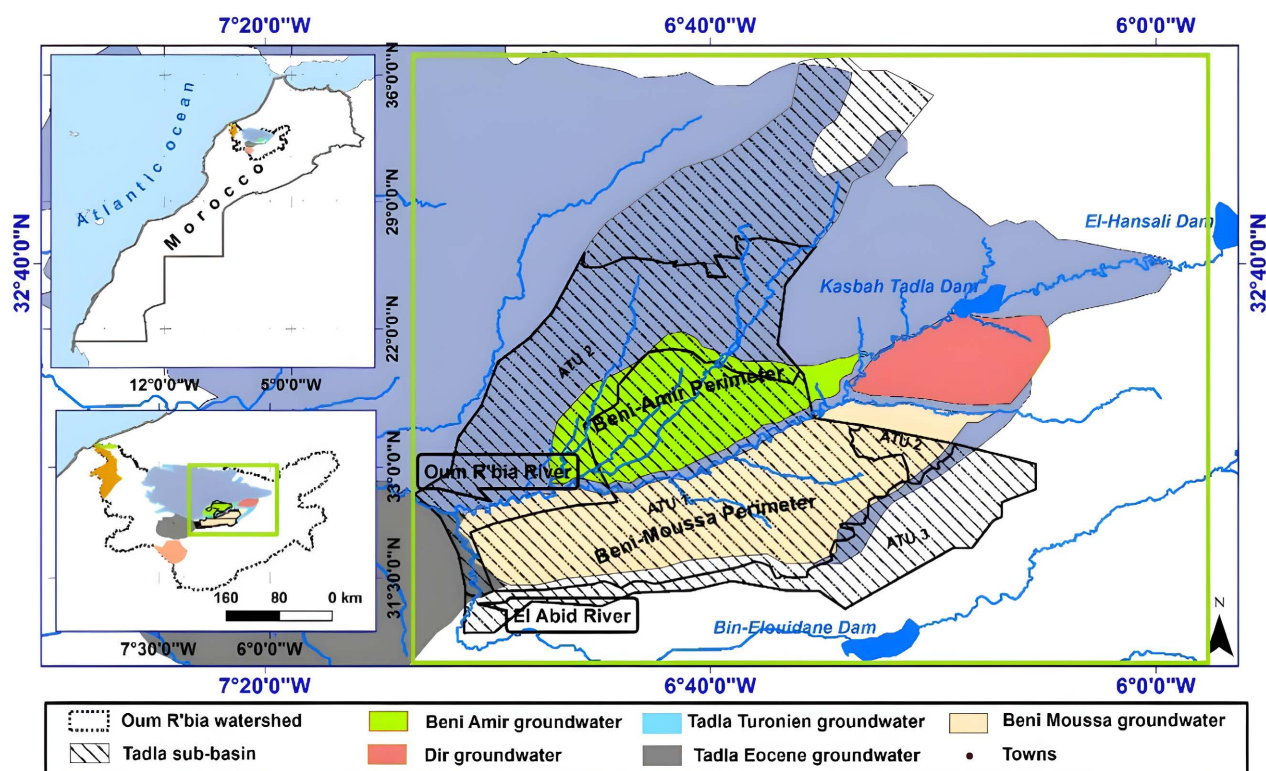 7°20'0"W 6°40'0"W 6°0'0"W
36°0'0"N
29°0'0"N
22°0'0"N
33°0'0"N
31°30'0"N
32°40'0"N
32°40'0"N
Atlantic ocean
Morocco
12°0'0"W 5°0'0"W
160 80 0 km
7°30'0"W 6°0'0"W
El-Hansali Dam
Kasbah Tadla Dam
ATU 2
Beni-Amir Perimeter
ATU 2
Oum R'bia River
ATU 1
Beni-Moussa Perimeter
ATU 3
El Abid River
Bin-Elouidane Dam
N
7°20'0"W 6°40'0"W 6°0'0"W
Oum R'bia watershed Beni Amir groundwater Tadla Turonien groundwater Beni Moussa groundwater
Tadla sub-basin Dir groundwater Tadla Eocene groundwater Towns